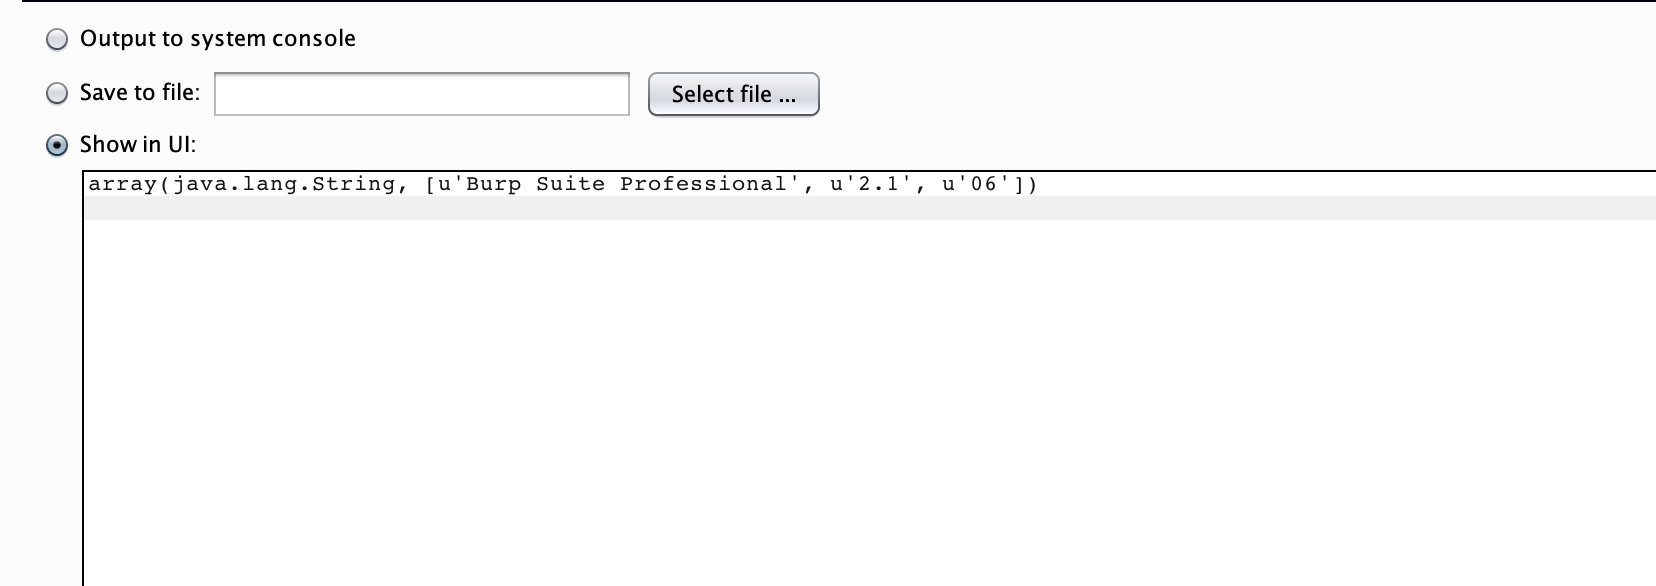 Output to system console
Save to file: Select file ...
Show in UI:
array(java.lang.String, [u'Burp Suite Professional', u'2.1', u'06'])